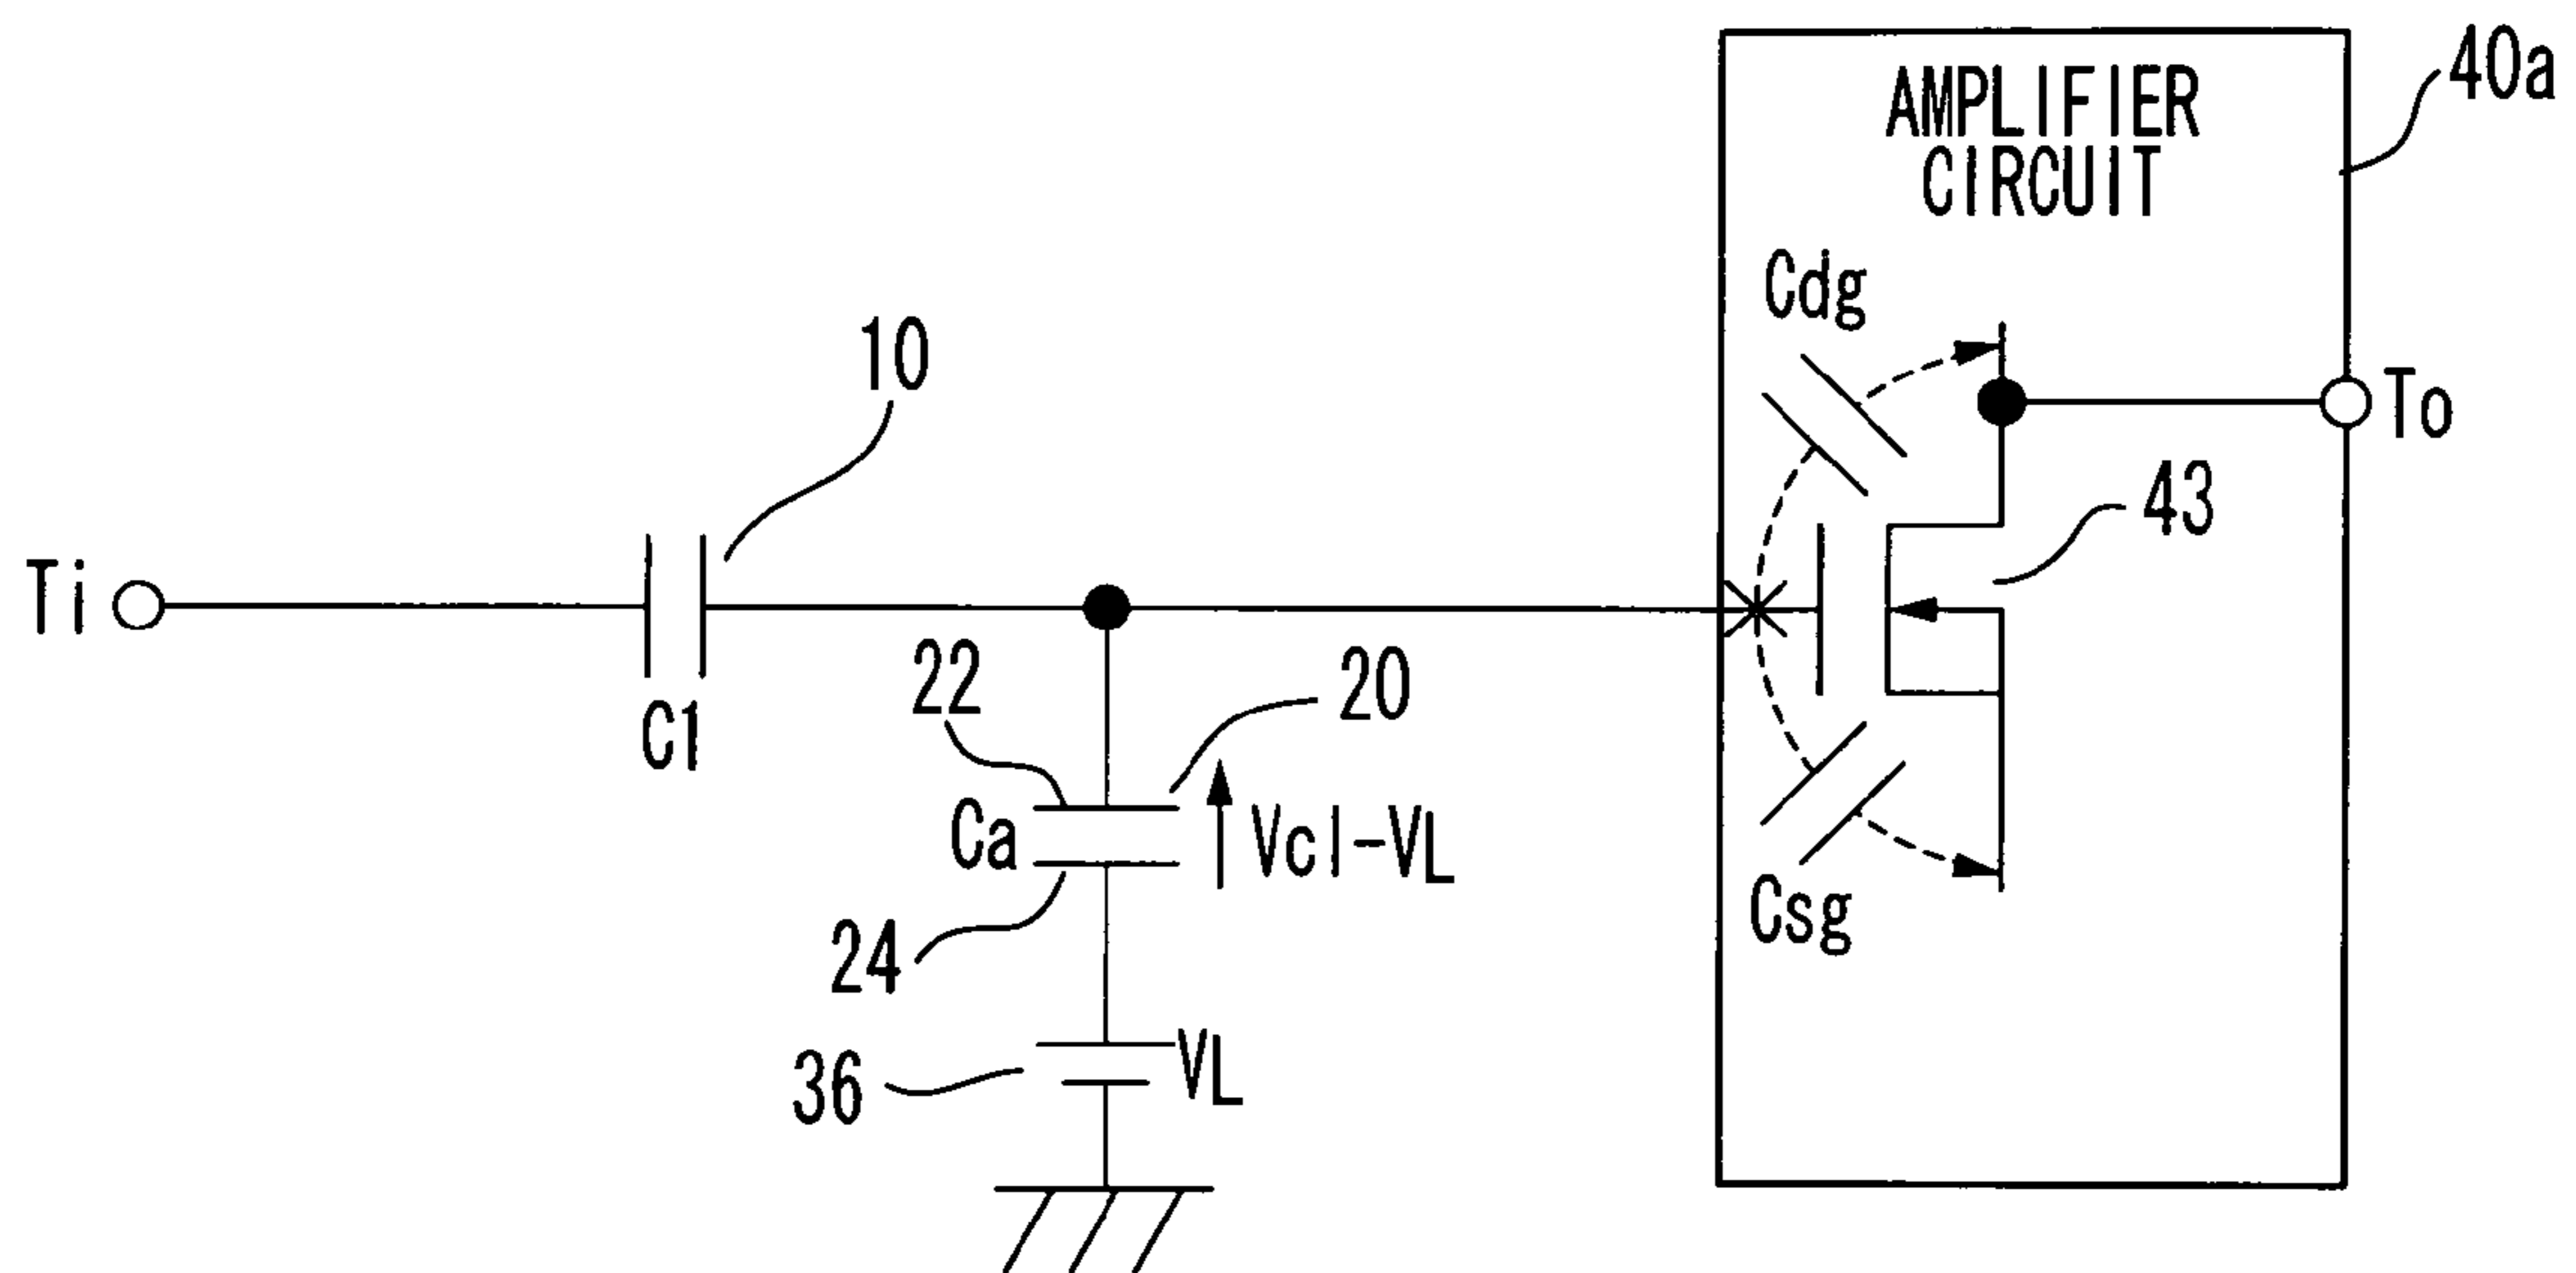 AMPLIFIER
CIRCUIT
40a
Cdg
10
To
43
Ti
C1
22
20
Ca
Vcl-VL
24
Csg
36
VL